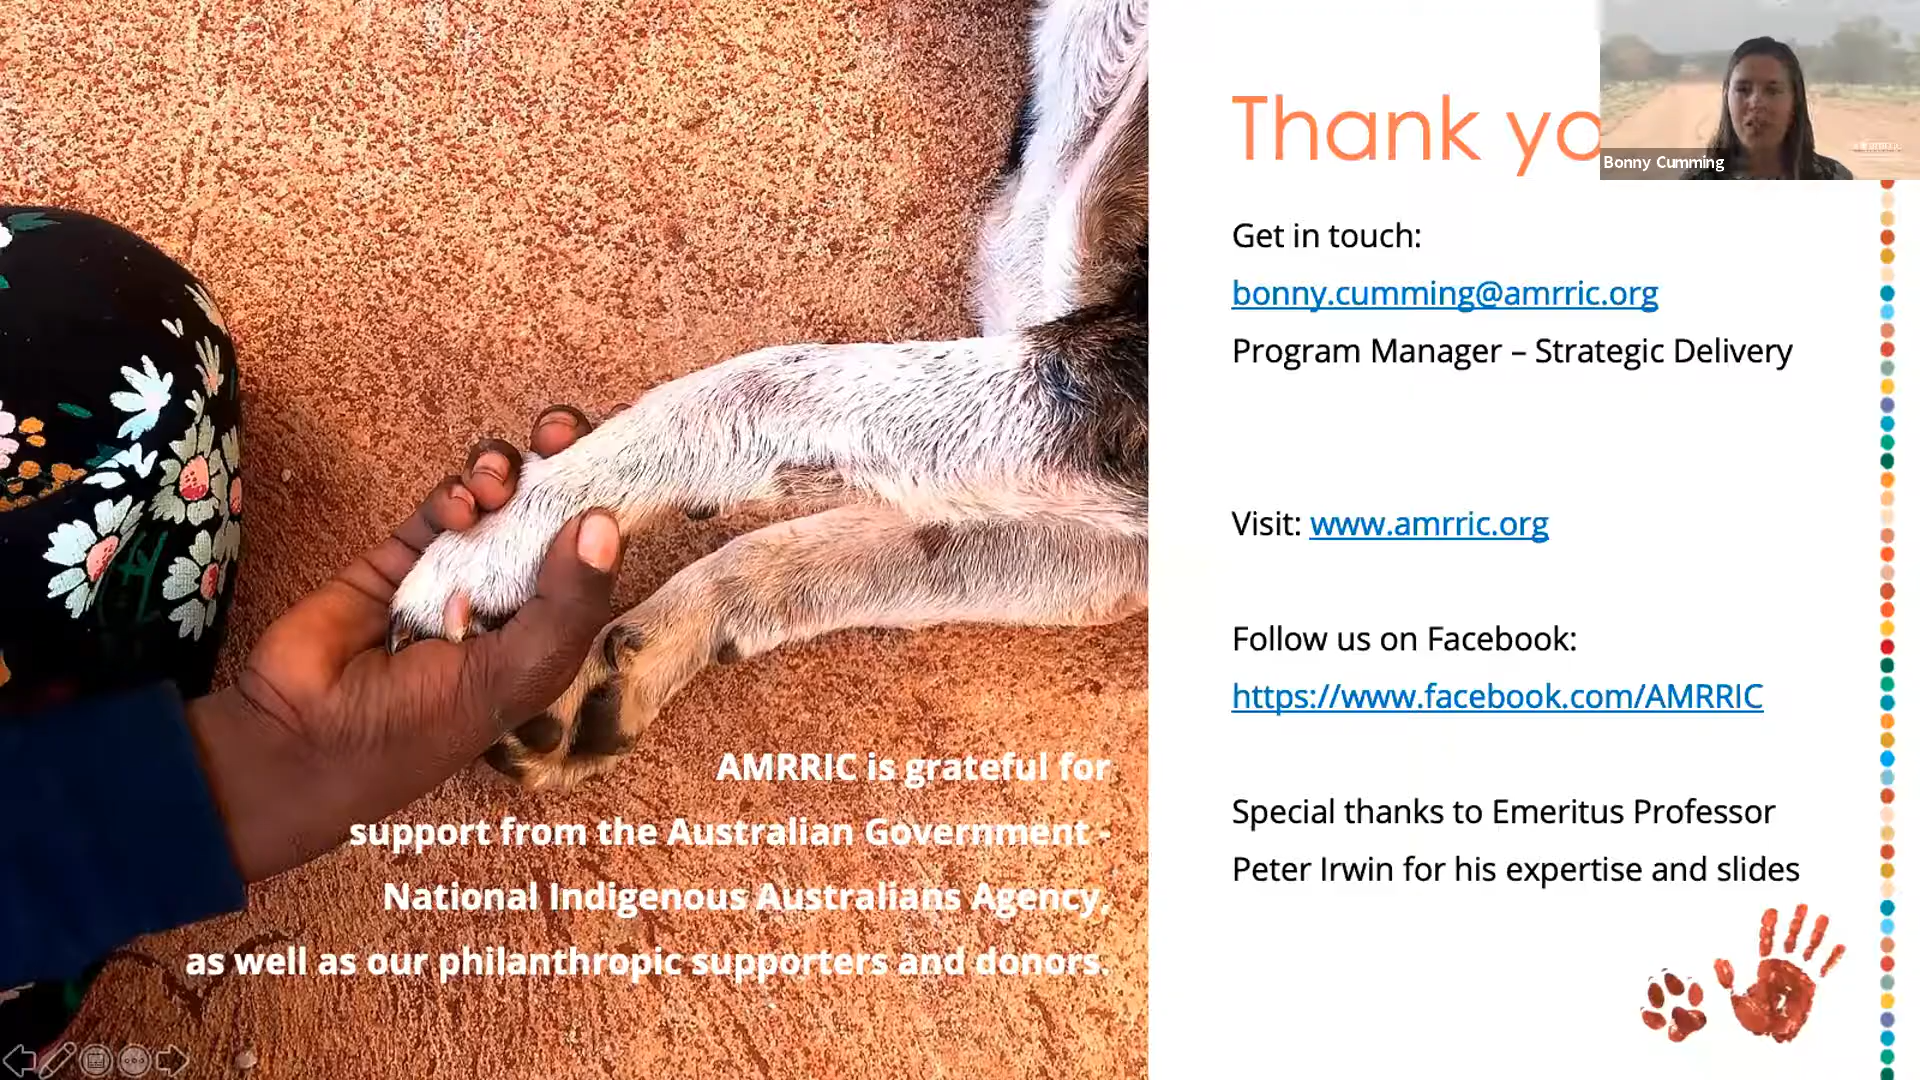 Thank yo
Bonny Cumming
Get in touch:
bonny.cumming@amrric.org
Program Manager – Strategic Delivery
Visit: www.amrric.org
Follow us on Facebook:
https://www.facebook.com/AMRRIC
Special thanks to Emeritus Professor
Peter Irwin for his expertise and slides
AMRRIC is grateful for
support from the Australian Government -
National Indigenous Australians Agency,
as well as our philanthropic supporters and donors.